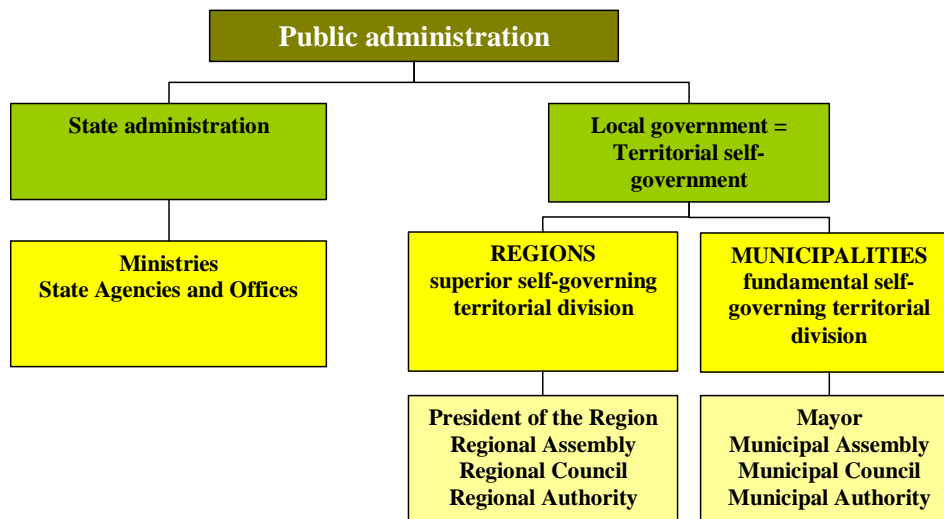 Public administration
State administration
Local government =
Territorial self-
government
Ministries
State Agencies and Offices
REGIONS
superior self-governing
territorial division
MUNICIPALITIES
fundamental self-
governing territorial
division
President of the Region
Regional Assembly
Regional Council
Regional Authority
Mayor
Municipal Assembly
Municipal Council
Municipal Authority